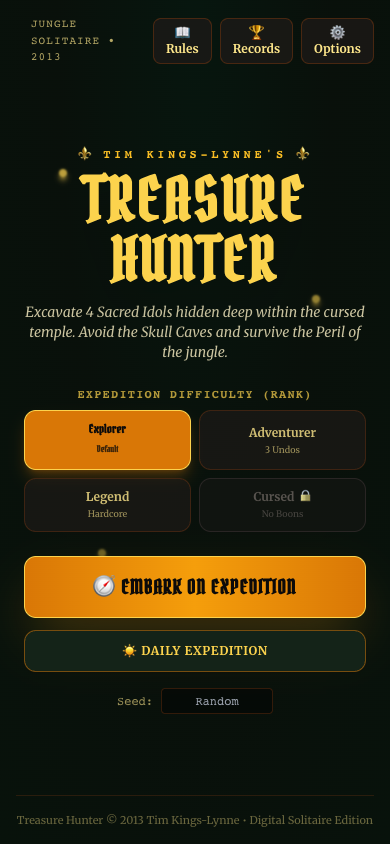 JUNGLE
SOLITAIRE •
2013
Rules
Records
Options
⚜ TIM KINGS-LYNNE'S ⚜
TREASURE
HUNTER
Excavate 4 Sacred Idols hidden deep within the cursed
temple. Avoid the Skull Caves and survive the Peril of
the jungle.
EXPEDITION DIFFICULTY (RANK)
Explorer
Default
Adventurer
3 Undos
Legend
Hardcore
Cursed 🔒
No Boons
🧭 EMBARK ON EXPEDITION
☀️ DAILY EXPEDITION
Seed: Random
Treasure Hunter © 2013 Tim Kings-Lynne • Digital Solitaire Edition